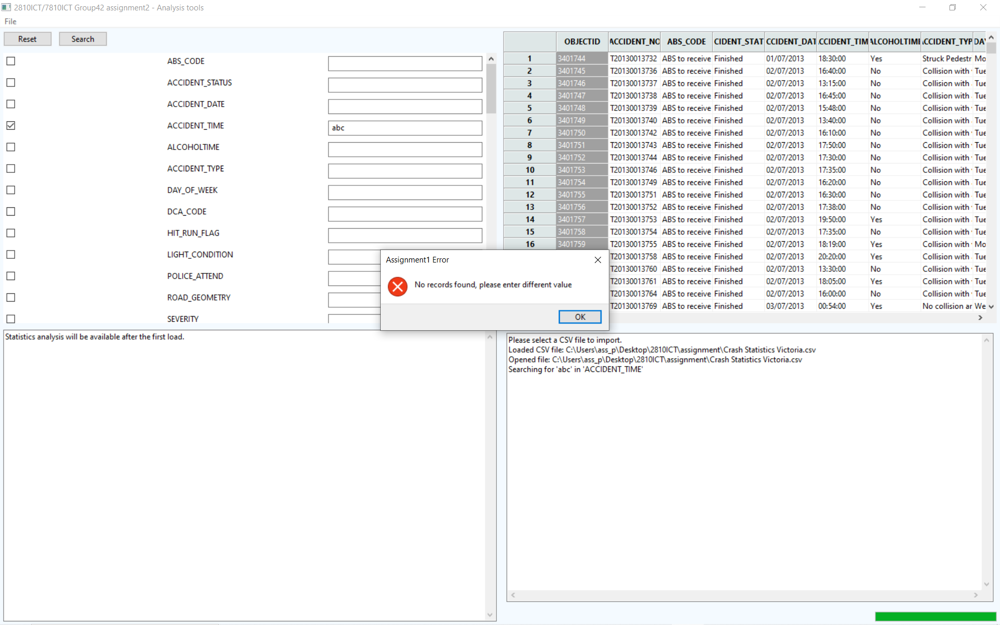 2810ICT/7810ICT Group42 assignment2 - Analysis tools
File
Reset Search
ABS_CODE
ACCIDENT_STATUS
ACCIDENT_DATE
ACCIDENT_TIME abc
ALCOHOLTIME
ACCIDENT_TYPE
DAY_OF_WEEK
DCA_CODE
HIT_RUN_FLAG
LIGHT_CONDITION
POLICE_ATTEND
ROAD_GEOMETRY
SEVERITY
OBJECTID ACCIDENT_NO ABS_CODE CIDENT_STAT CCIDENT_DAT CCIDENT_TIM ALCOHOLTIMI CCIDENT_TYP DAY
1 3401744 T20130013732 ABS to receive Finished 01/07/2013 18:30:00 Yes Struck Pedestr Mo
2 3401745 T20130013736 ABS to receive Finished 02/07/2013 16:40:00 No Collision with Tue
3 3401746 T20130013737 ABS to receive Finished 02/07/2013 13:15:00 No Collision with Tue
4 3401747 T20130013738 ABS to receive Finished 02/07/2013 16:45:00 No Collision with Tue
5 3401748 T20130013739 ABS to receive Finished 02/07/2013 15:48:00 No Collision with Tue
6 3401749 T20130013740 ABS to receive Finished 02/07/2013 13:40:00 No Collision with Tue
7 3401750 T20130013742 ABS to receive Finished 02/07/2013 16:10:00 No Collision with Tue
8 3401751 T20130013743 ABS to receive Finished 02/07/2013 17:50:00 No Collision with Tue
9 3401752 T20130013744 ABS to receive Finished 02/07/2013 17:30:00 No Collision with Tue
10 3401753 T20130013746 ABS to receive Finished 02/07/2013 17:35:00 No Collision with Tue
11 3401754 T20130013749 ABS to receive Finished 02/07/2013 16:20:00 No Collision with Tue
12 3401755 T20130013751 ABS to receive Finished 02/07/2013 16:30:00 No Collision with Tue
13 3401756 T20130013752 ABS to receive Finished 02/07/2013 17:38:00 No Collision with Tue
14 3401757 T20130013753 ABS to receive Finished 02/07/2013 19:50:00 Yes Collision with Tue
15 3401758 T20130013754 ABS to receive Finished 02/07/2013 17:35:00 No Collision with Tue
16 3401759 T20130013755 ABS to receive Finished 02/07/2013 18:19:00 Yes Collision with Mo
T20130013758 ABS to receive Finished 02/07/2013 20:20:00 Yes Collision with Tue
T20130013760 ABS to receive Finished 02/07/2013 13:30:00 No Collision with Tue
T20130013761 ABS to receive Finished 02/07/2013 18:05:00 Yes Collision with Tue
T20130013764 ABS to receive Finished 02/07/2013 16:00:00 No Collision with Tue
T20130013769 ABS to receive Finished 03/07/2013 00:54:00 Yes No collision ar We
Assignment1 Error
No records found, please enter different value
OK
Statistics analysis will be available after the first load.
Please select a CSV file to import.
Loaded CSV file: C:\Users\ass_p\Desktop\2810ICT\assignment\Crash Statistics Victoria.csv
Opened file: C:\Users\ass_p\Desktop\2810ICT\assignment\Crash Statistics Victoria.csv
Searching for 'abc' in 'ACCIDENT_TIME'